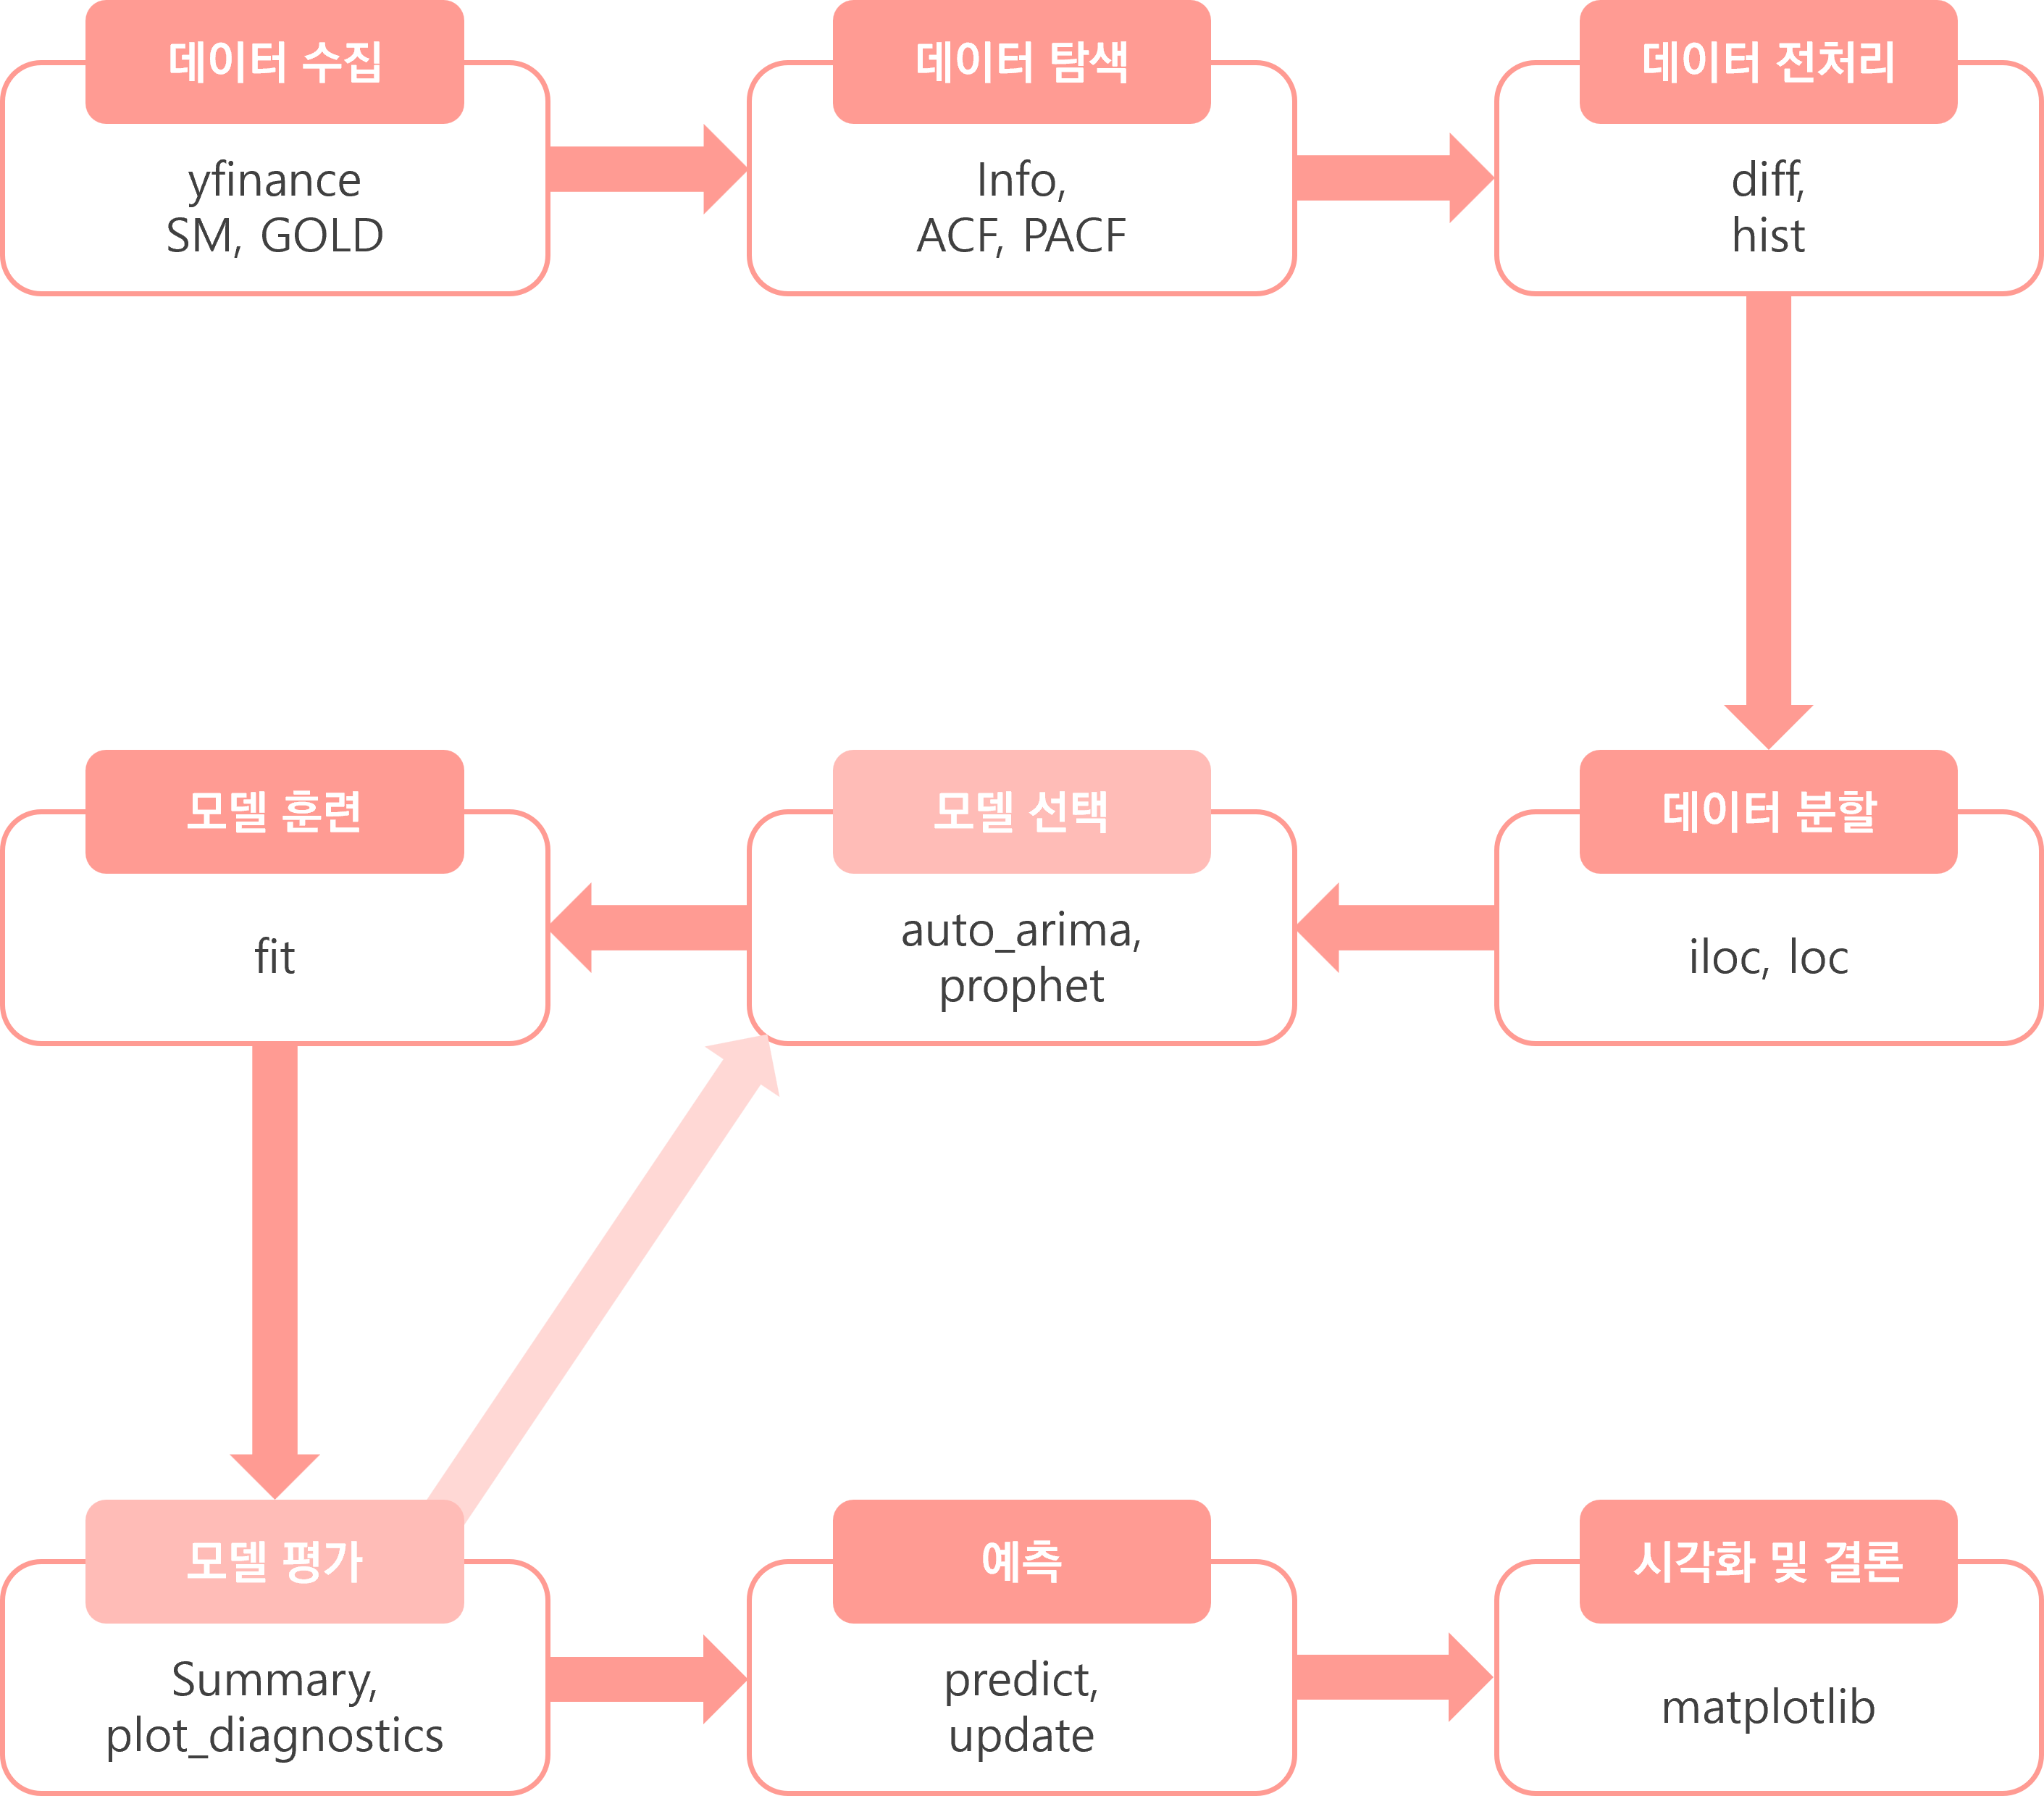 데이터 수집
yfinance
SM, GOLD
데이터 탐색
Info,
ACF, PACF
데이터 전처리
diff,
hist
데이터 분할
iloc, loc
모델 선택
auto_arima,
prophet
모델 훈련
fit
모델 평가
Summary,
plot_diagnostics
예측
predict,
update
시각화 및 결론
matplotlib